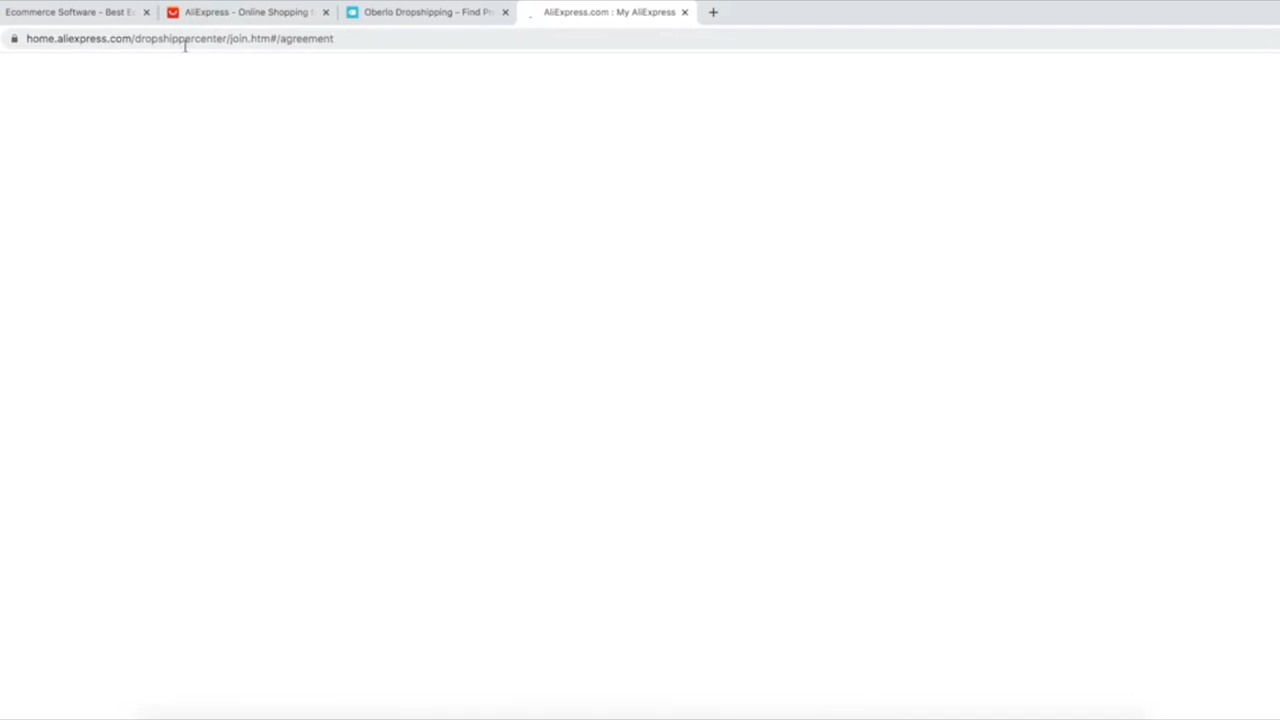 Ecommerce Software - Best Ec
AliExpress - Online Shopping f
Oberlo Dropshipping – Find Pr
AliExpress.com : My AliExpress
home.aliexpress.com/dropshippercenter/join.htm#/agreement